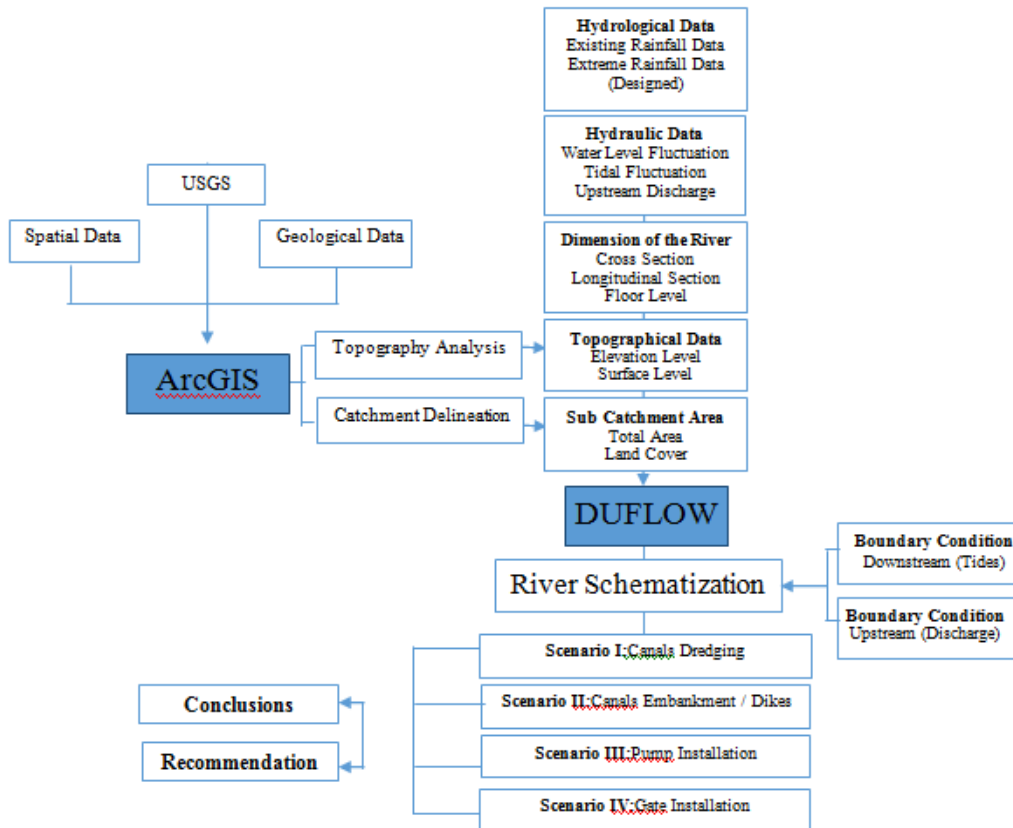 Hydrological Data
Existing Rainfall Data
Extreme Rainfall Data
(Designed)
Hydraulic Data
Water Level Fluctuation
Tidal Fluctuation
Upstream Discharge
USGS
Spatial Data
Geological Data
Dimension of the River
Cross Section
Longitudinal Section
Floor Level
ArcGIS
Topography Analysis
Catchment Delineation
Topographical Data
Elevation Level
Surface Level
Sub Catchment Area
Total Area
Land Cover
DUFLOW
River Schematization
Boundary Condition
Downstream (Tides)
Boundary Condition
Upstream (Discharge)
Scenario I:Canals Dredging
Scenario II:Canals Embankment / Dikes
Scenario III:Pump Installation
Scenario IV:Gate Installation
Conclusions
Recommendation